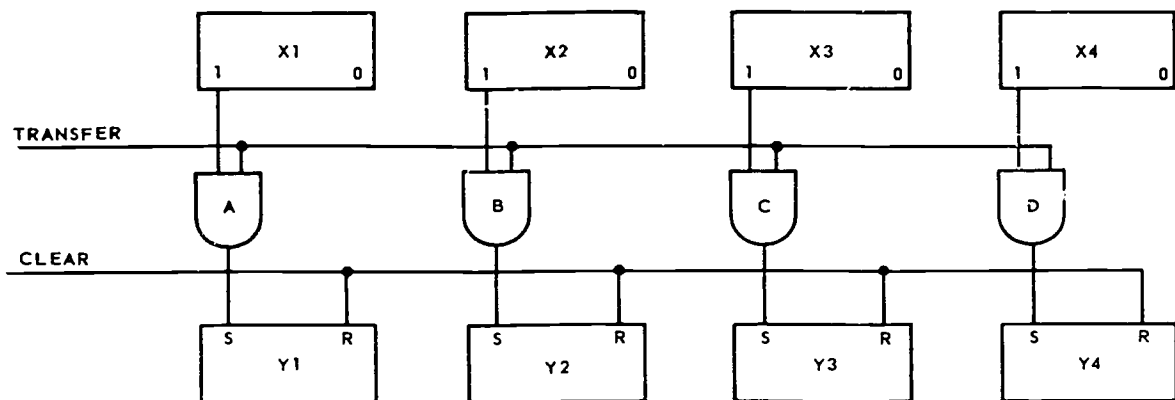 X1 X2 X3 X4
1 0 1 0 1 0 1 0
TRANSFER
A B C D
CLEAR
S R S R S R S R
Y1 Y2 Y3 Y4